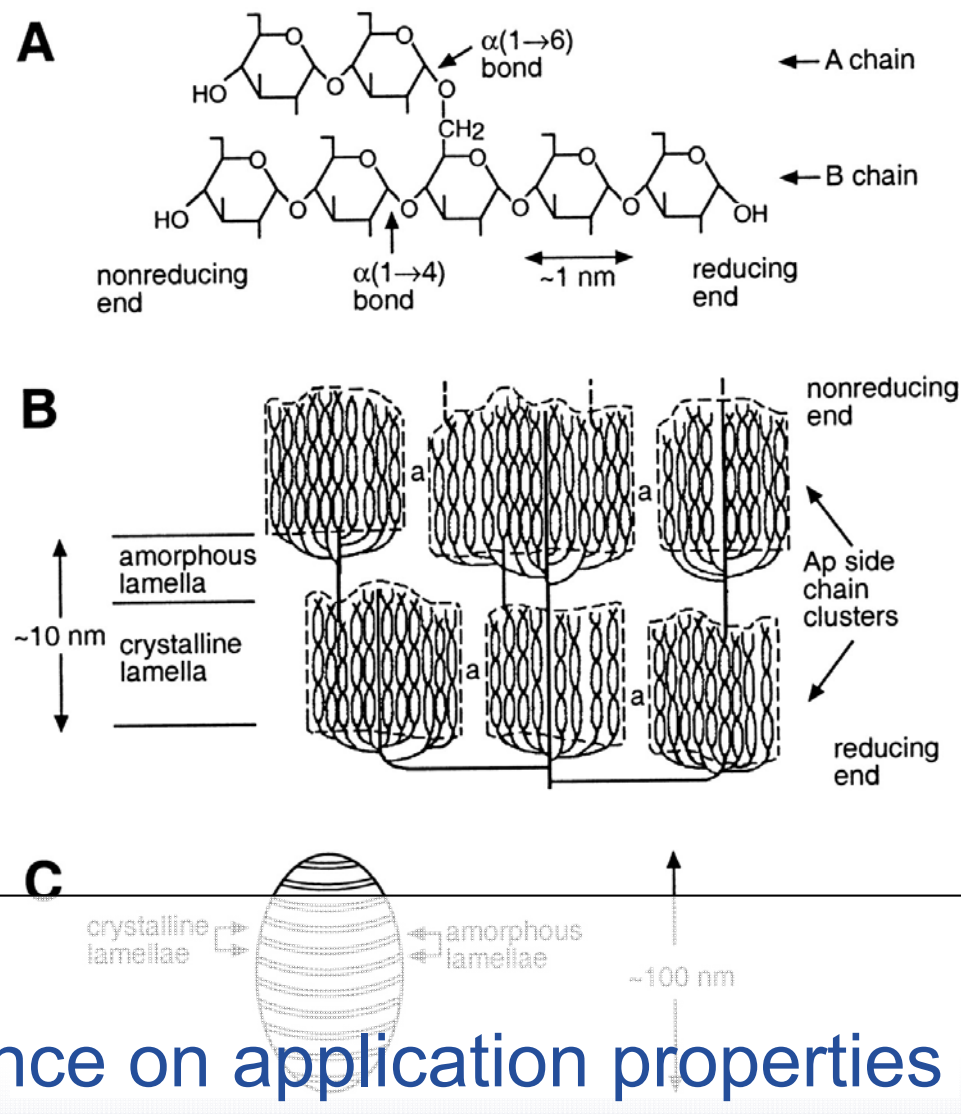 A
α(1→6)
bond
A chain
HO
O
O
O
O
CH2
B chain
O
O
O
O
O
HO
O
O
O
O
OH
nonreducing
end
α(1→4)
bond
~1 nm
reducing
end
B
nonreducing
end
a
a
amorphous
lamella
Ap side
chain
clusters
~10 nm
crystalline
lamella
a
a
reducing
end
C
crystalline
lamellae
amorphous
lamellae
~100 nm
nce on application properties